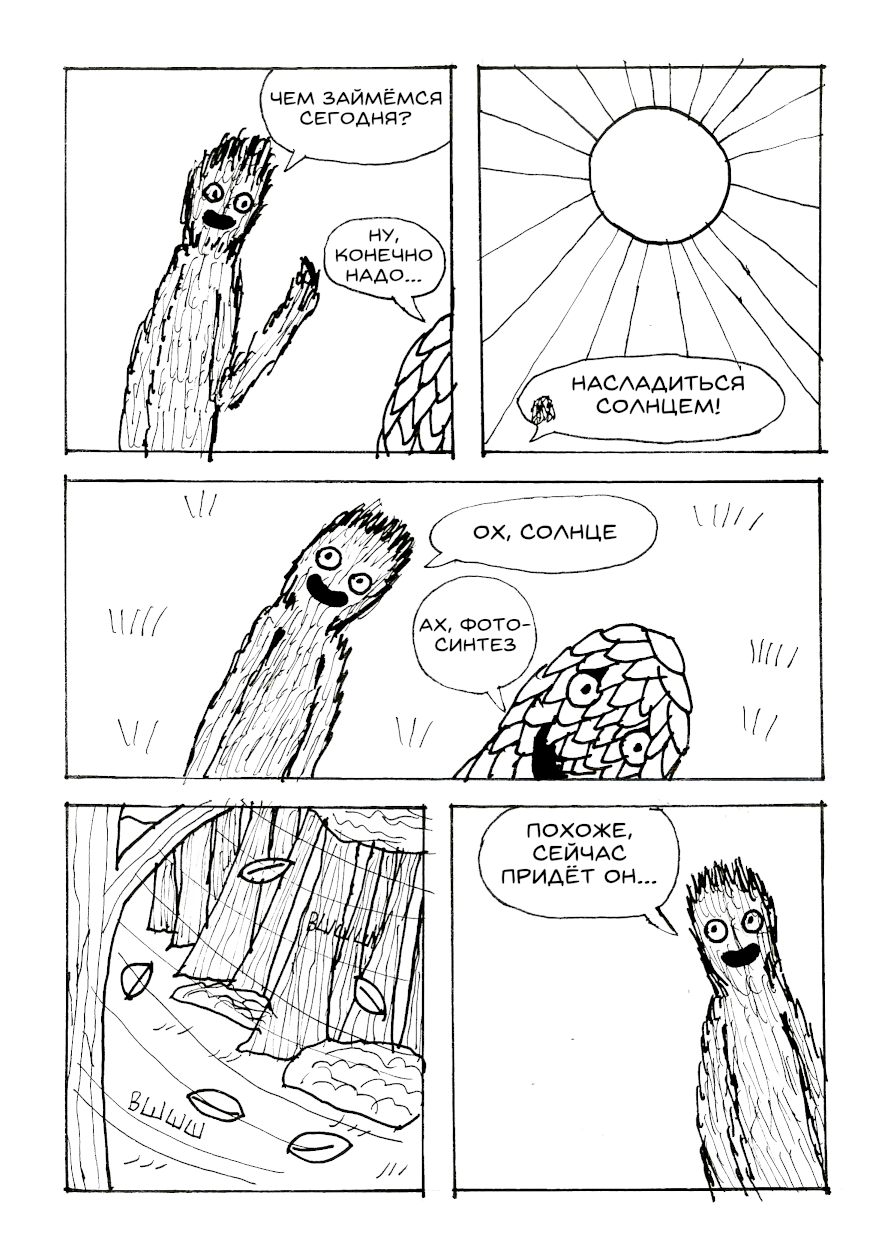 ЧЕМ ЗАЙМЁМСЯ
СЕГОДНЯ?
НУ,
КОНЕЧНО
НАДО...
НАСЛАДИТЬСЯ
СОЛНЦЕМ!
ОХ, СОЛНЦЕ
АХ, ФОТО-
СИНТЕЗ
ВШШШ
ВШШШ
ПОХОЖЕ,
СЕЙЧАС
ПРИДЁТ ОН...